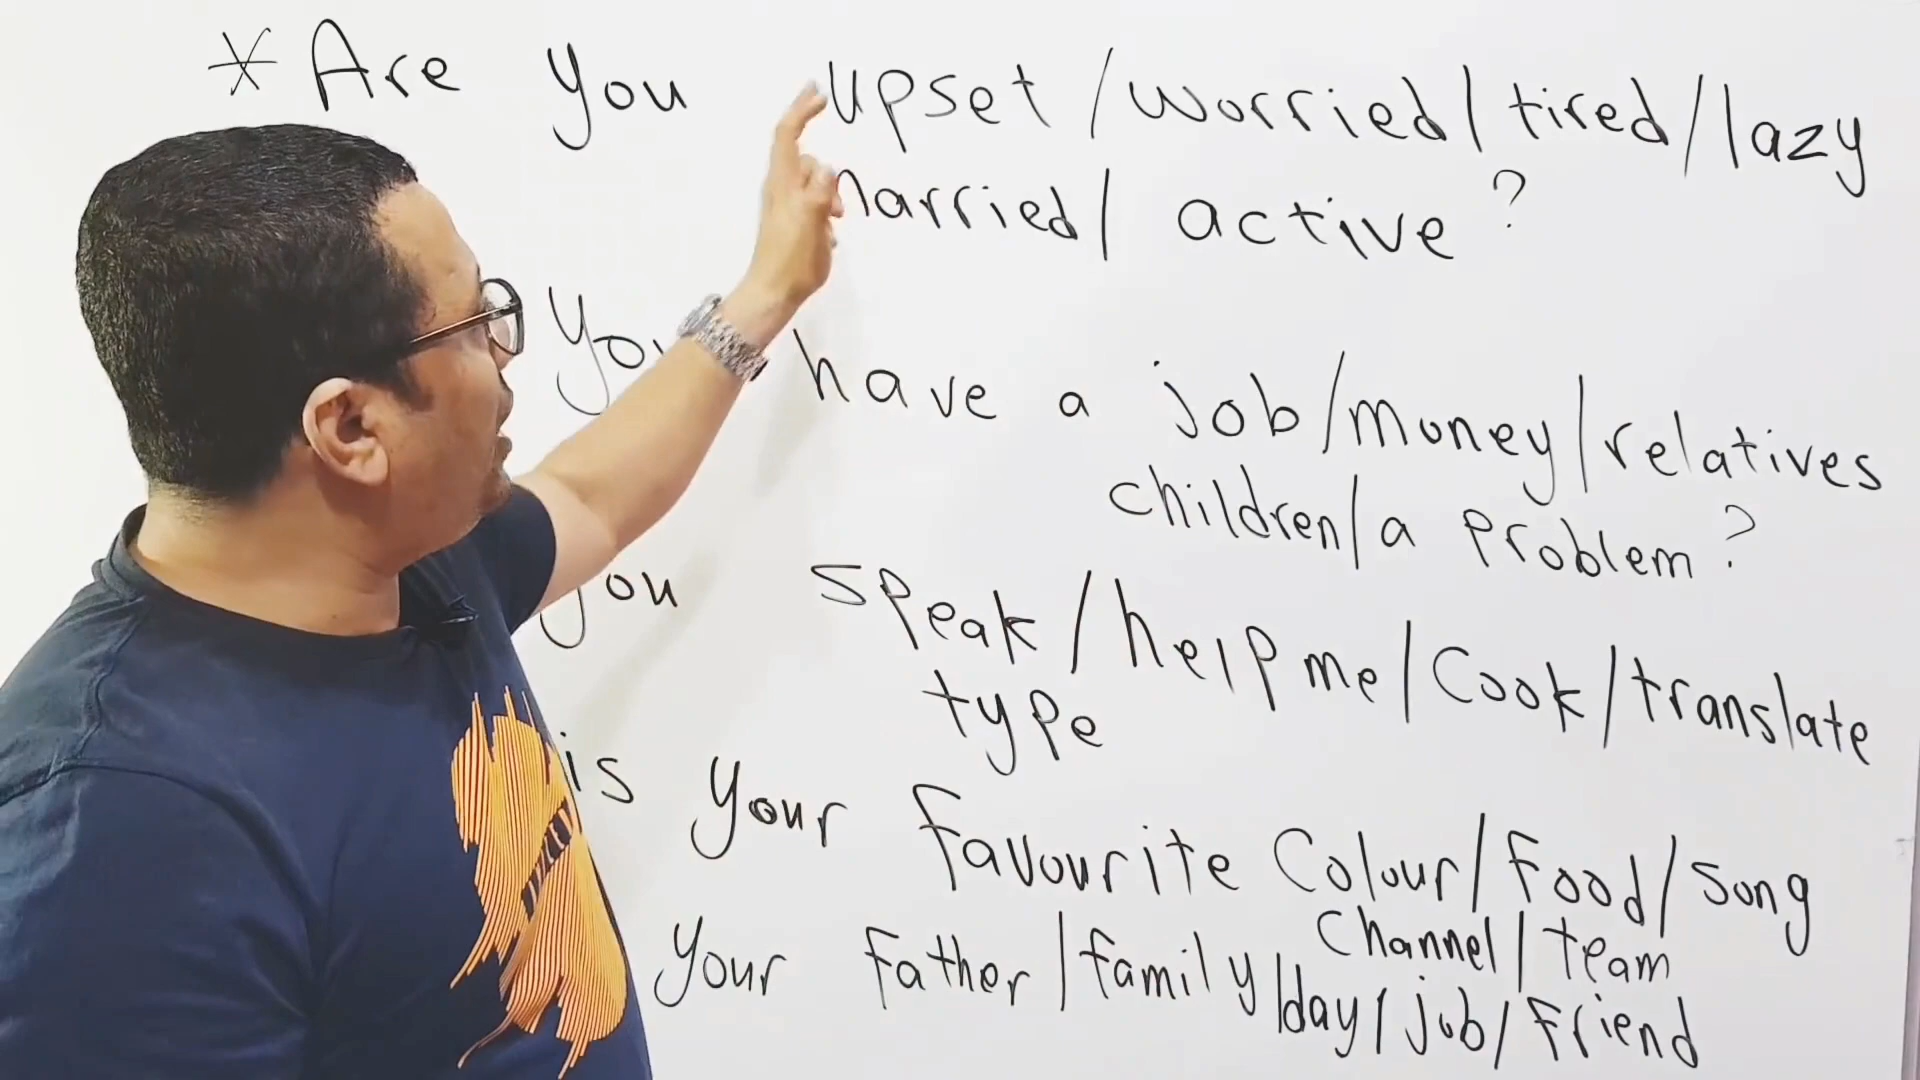 * Are you upset / worried / tired / lazy
married / active ?
you have a job / money / relatives
children / a problem ?
you speak / help me / Cook / translate
type
is your favourite Colour / Food / song
Channel / team
your Father / family / day / job / Friend